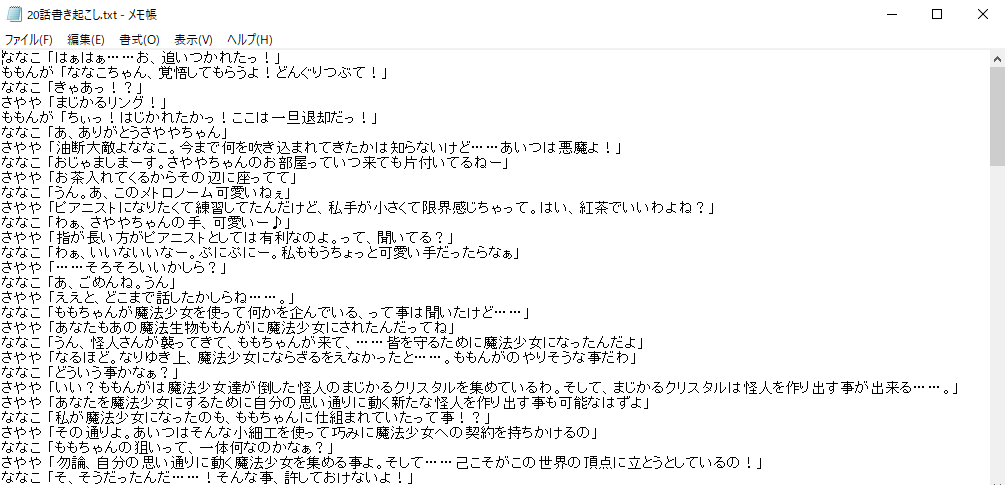 20話書き起こし.txt - メモ帳
ファイル(F) 編集(E) 書式(O) 表示(V) ヘルプ(H)
ななこ「はぁはぁ……お、追いつかれたっ！」
ももんが「ななこちゃん、覚悟してもらうよ！どんぐりつぶて！」
ななこ「きゃあっ！？」
さやや「まじかるリング！」
ももんが「ちぃっ！はじかれたかっ！ここは一旦退却だっ！」
ななこ「あ、ありがとうさややちゃん」
さやや「油断大敵よななこ。今まで何を吹き込まれてきたかは知らないけど……あいつは悪魔よ！」
ななこ「おじゃましまーす。さややちゃんのお部屋っていつ来ても片付いてるねー」
さやや「お茶入れてくるからその辺に座ってて」
ななこ「うん。あ、このメトロノーム可愛いねぇ」
さやや「ピアニストになりたくて練習してたんだけど、私手が小さくて限界感じちゃって。はい、紅茶でいいわよね？」
ななこ「わぁ、さややちゃんの手、可愛いー♪」
さやや「指が長い方がピアニストとしては有利なのよ。って、聞いてる？」
ななこ「わぁ、いいないいなー。ぷにぷにー。私ももうちょっと可愛い手だったらなぁ」
さやや「……そろそろいいかしら？」
ななこ「あ、ごめんね。うん」
さやや「ええと、どこまで話したかしらね……。」
ななこ「ももちゃんが魔法少女を使って何かを企んでいる、って事は聞いたけど……」
さやや「あなたもあの魔法生物ももんがに魔法少女にされたんだってね」
ななこ「うん、怪人さんが襲ってきて、ももちゃんが来て、……皆を守るために魔法少女になったんだよ」
さやや「なるほど。なりゆき上、魔法少女にならざるをえなかったと……。ももんがのやりそうな事だわ」
ななこ「どういう事かなぁ？」
さやや「いい？ももんがは魔法少女達が倒した怪人のまじかるクリスタルを集めているわ。そして、まじかるクリスタルは怪人を作り出す事が出来る……。」
さやや「あなたを魔法少女にするために自分の思い通りに動く新たな怪人を作り出す事も可能なはずよ」
ななこ「私が魔法少女になったのも、ももちゃんに仕組まれていたって事！？」
さやや「その通りよ。あいつはそんな小細工を使って巧みに魔法少女への契約を持ちかけるの」
ななこ「ももちゃんの狙いって、一体何なのかなぁ？」
さやや「勿論、自分の思い通りに動く魔法少女を集める事よ。そして……己こそがこの世界の頂点に立とうとしているの！」
ななこ「そ、そうだったんだ……！そんな事、許しておけないよ！」